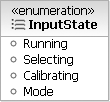 «enumeration»
InputState
Running
Selecting
Calibrating
Mode